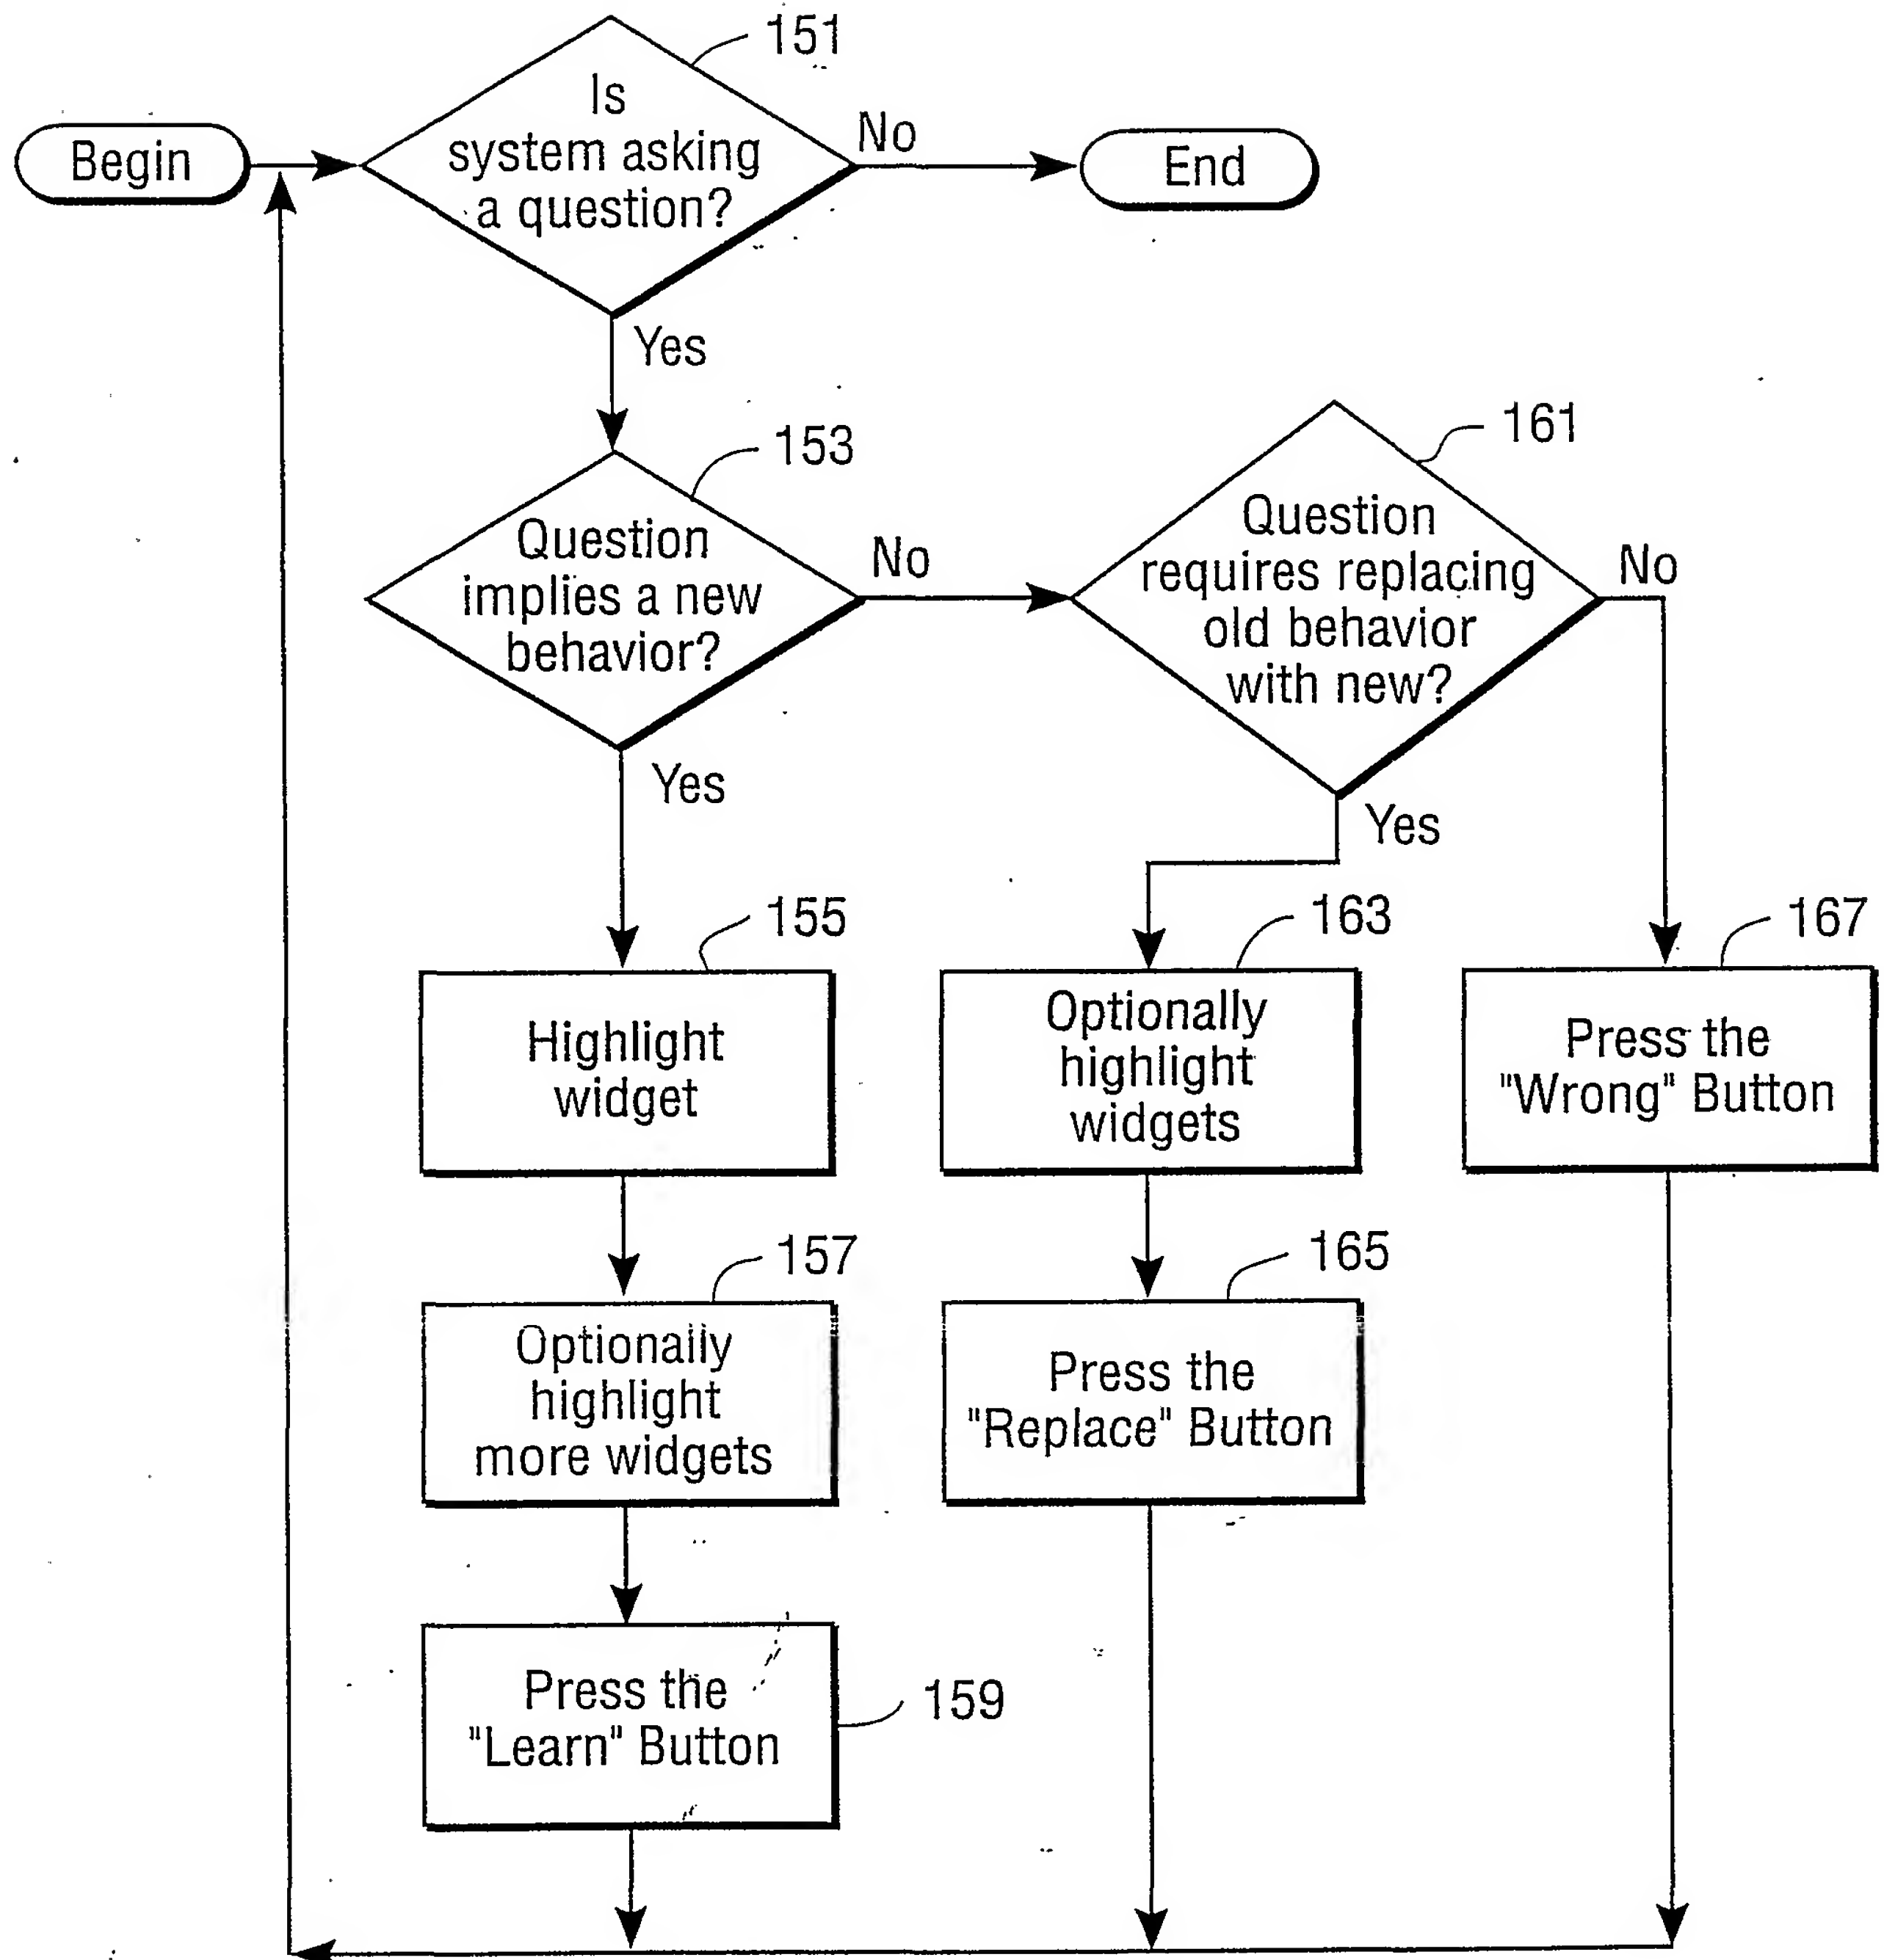 151
Is
system asking
a question?
Begin
No
End
Yes
153
Question
implies a new
behavior?
No
161
Question
requires replacing
old behavior
with new?
No
Yes
Yes
155
Highlight
widget
163
Optionally
highlight
widgets
167
Press the
"Wrong" Button
157
Optionally
highlight
more widgets
165
Press the
"Replace" Button
Press the
"Learn" Button
159